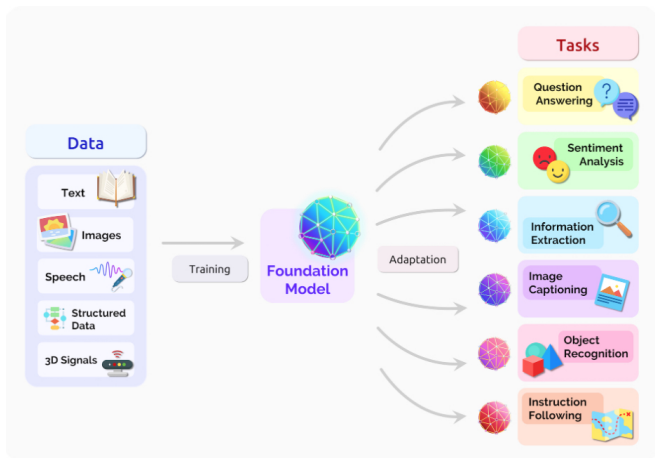 Data
Text
Images
Speech
Structured
Data
3D Signals
Training
Foundation
Model
Adaptation
Tasks
Question
Answering
?
Sentiment
Analysis
Information
Extraction
Image
Captioning
Object
Recognition
Instruction
Following